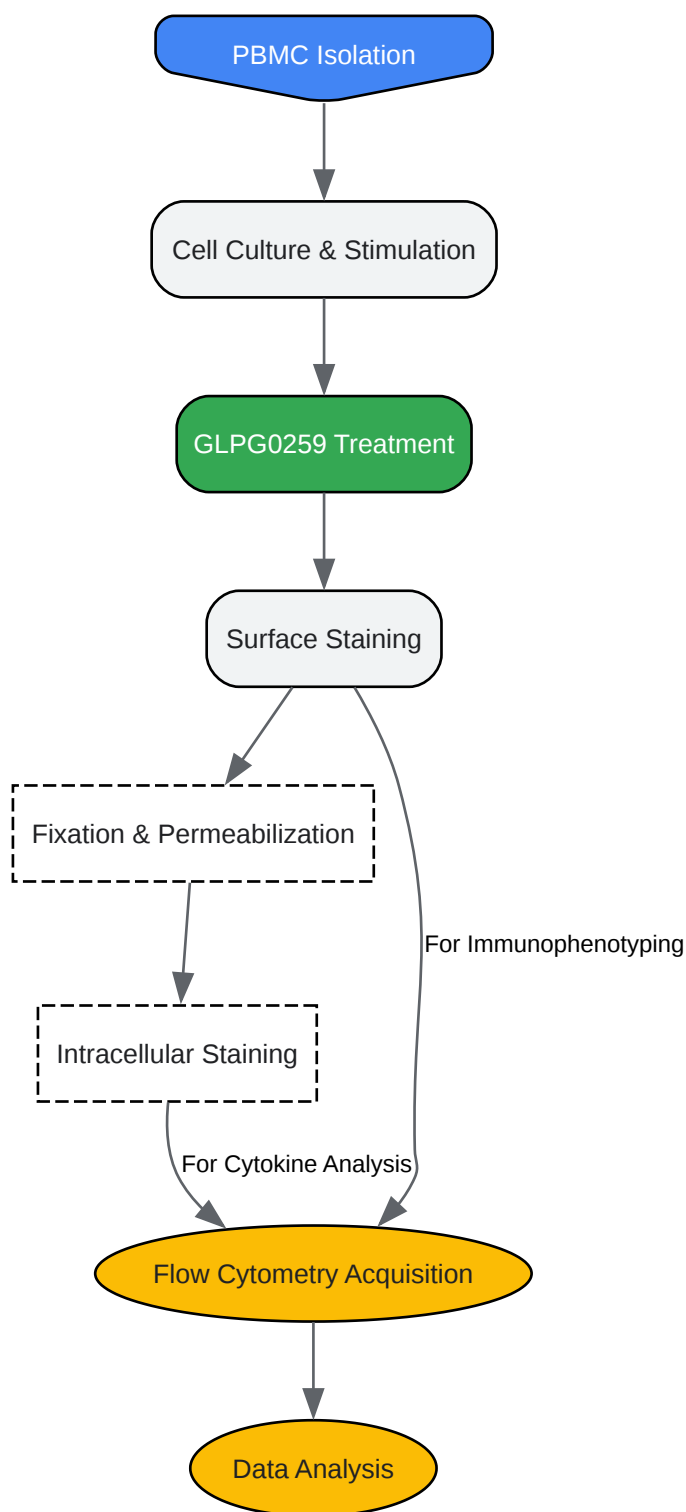 PBMC Isolation
Cell Culture & Stimulation
GLPG0259 Treatment
Surface Staining
Fixation & Permeabilization
For Immunophenotyping
Intracellular Staining
For Cytokine Analysis
Flow Cytometry Acquisition
Data Analysis